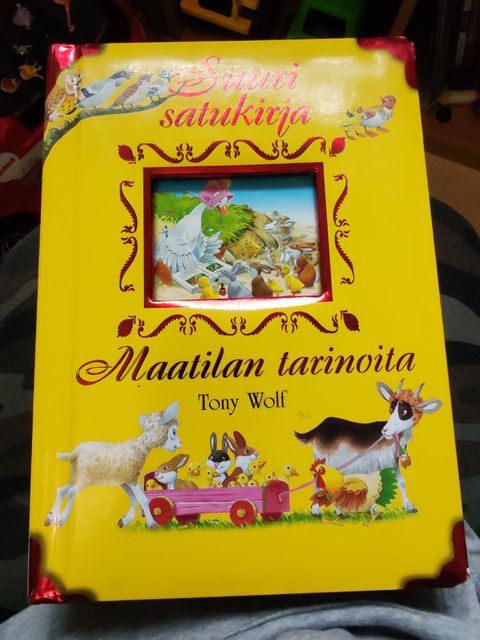 Suuri
satukirja
Maatilan tarinoita
Tony Wolf